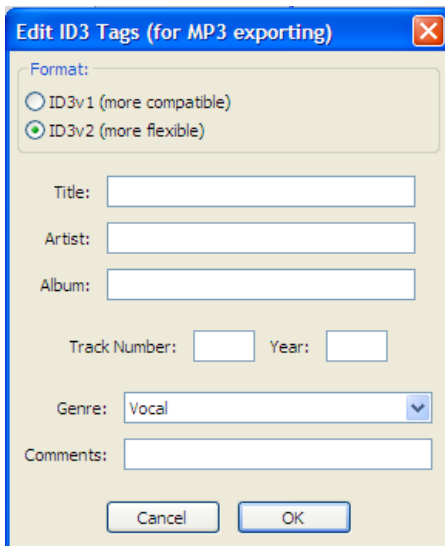 Edit ID3 Tags (for MP3 exporting)
Format:
ID3v1 (more compatible)
ID3v2 (more flexible)
Title:
Artist:
Album:
Track Number: Year:
Genre: Vocal
Comments:
Cancel OK